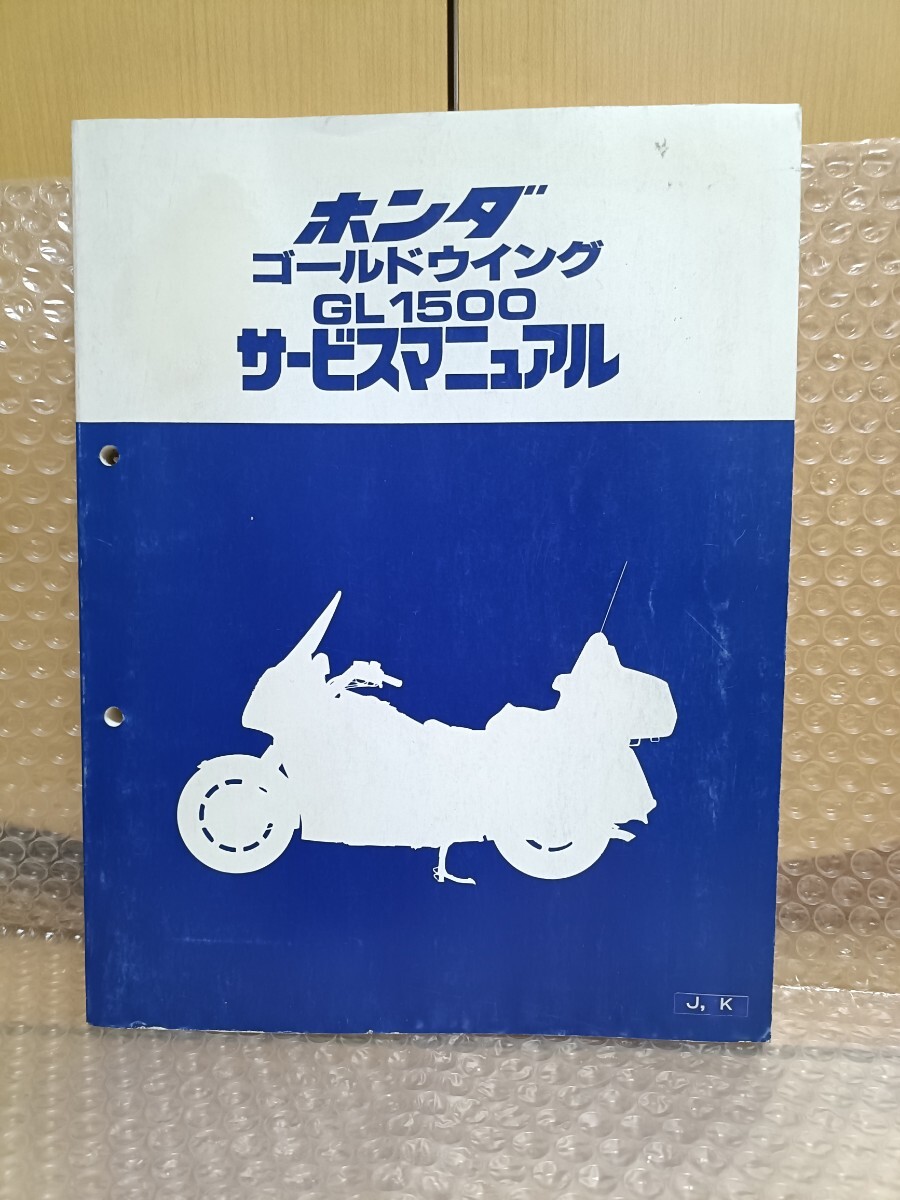 ホンダ
ゴールドウイング
GL1500
サービスマニュアル
J, K